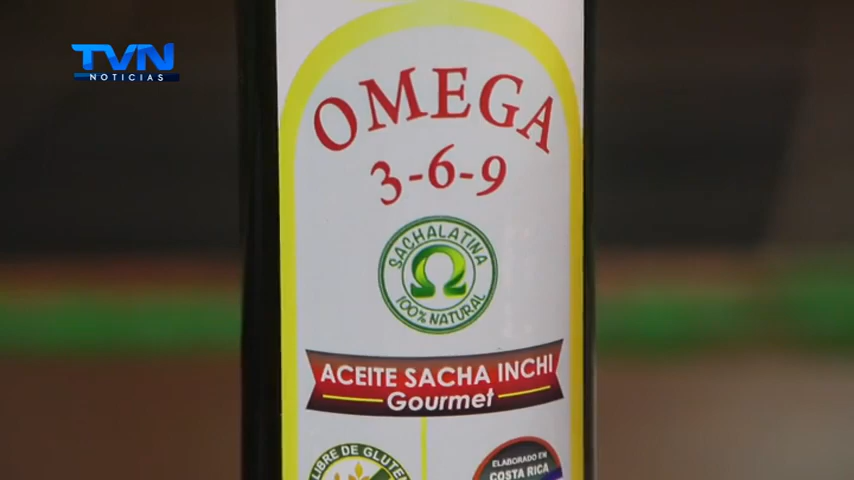 TVN
NOTICIAS
OMEGA
3-6-9
SACHALATINA
100% NATURAL
ACEITE SACHA INCHI
Gourmet
LIBRE DE GLUTEN
ELABORADO EN
COSTA RICA